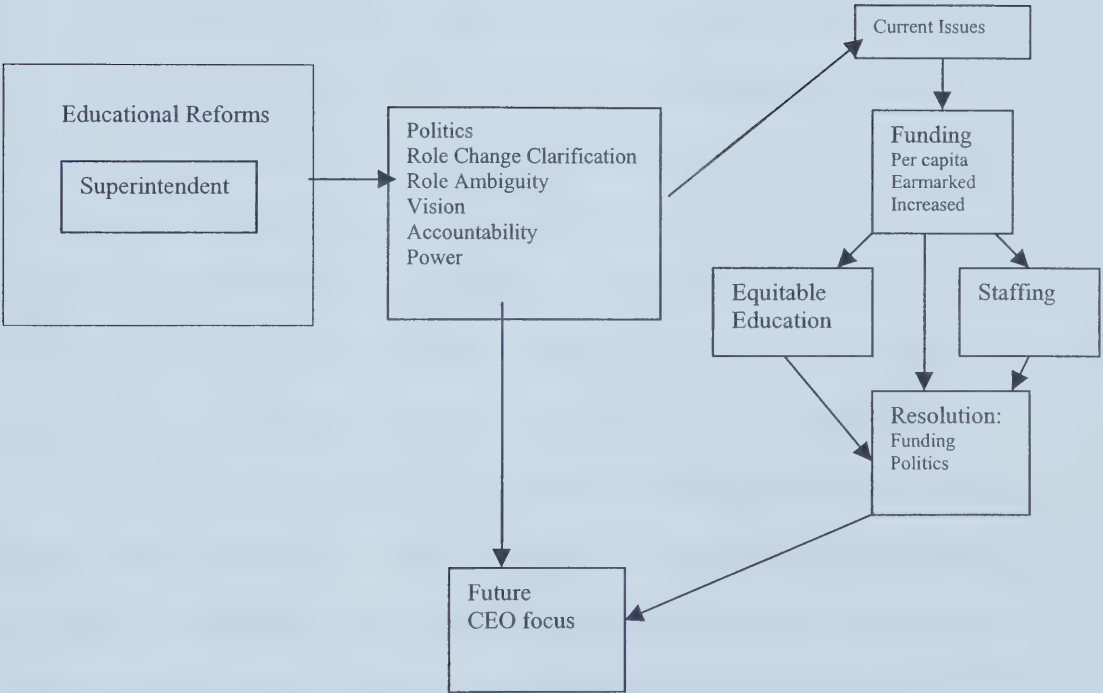 Educational Reforms
Superintendent
Politics
Role Change Clarification
Role Ambiguity
Vision
Accountability
Power
Current Issues
Funding
Per capita
Earmarked
Increased
Equitable
Education
Staffing
Resolution:
Funding
Politics
Future
CEO focus